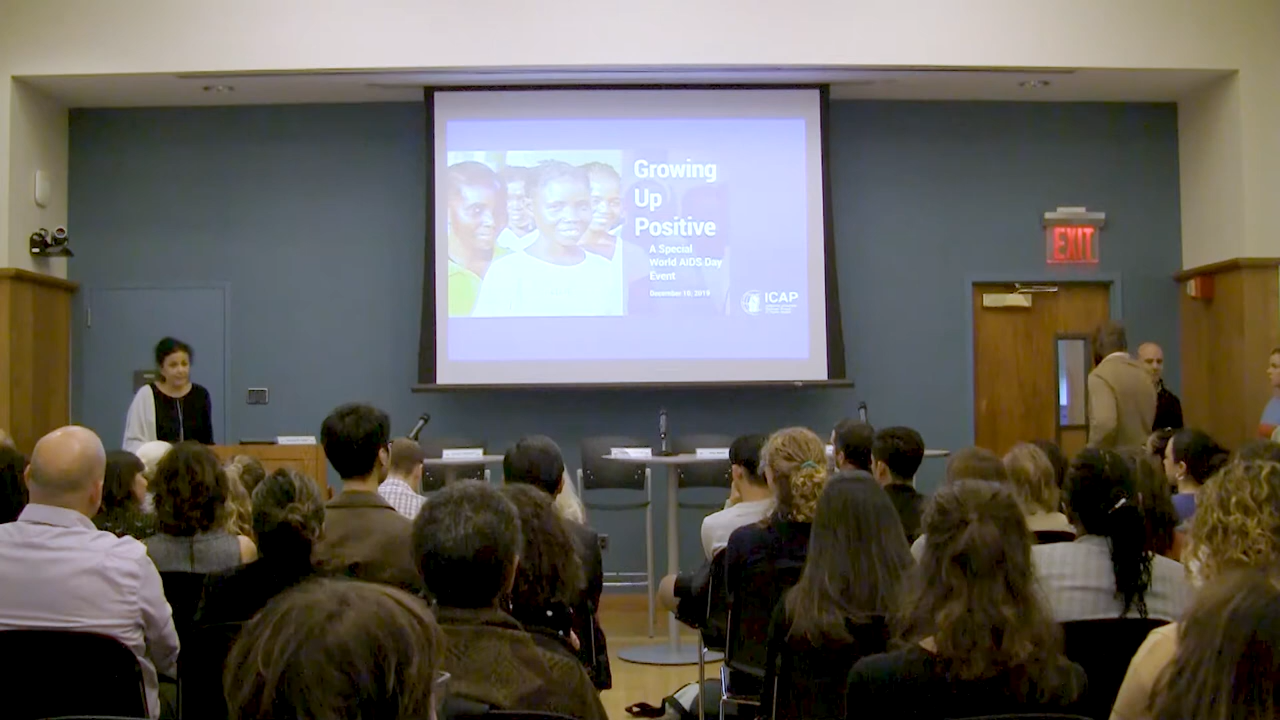 Growing
Up
Positive
A Special
World AIDS Day
Event
ICAP
EXIT